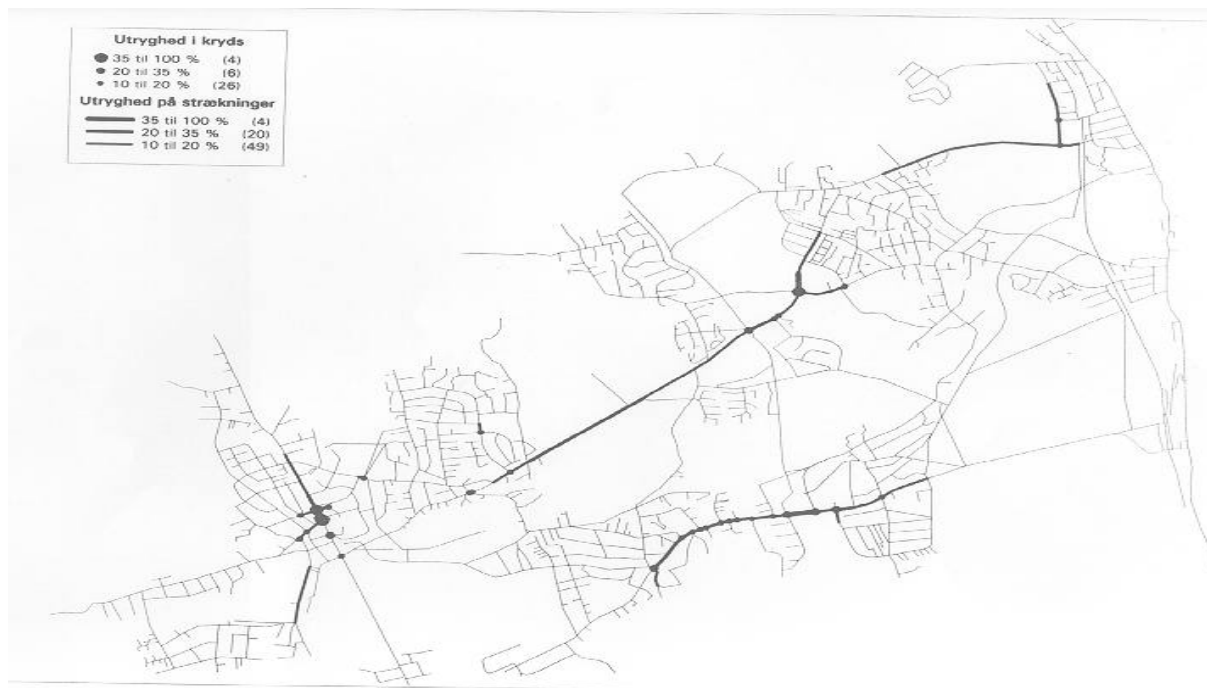 Utryghed i kryds
35 til 100 % (4)
20 til 35 % (6)
10 til 20 % (26)
Utryghed på strækninger
35 til 100 % (4)
20 til 35 % (20)
10 til 20 % (49)